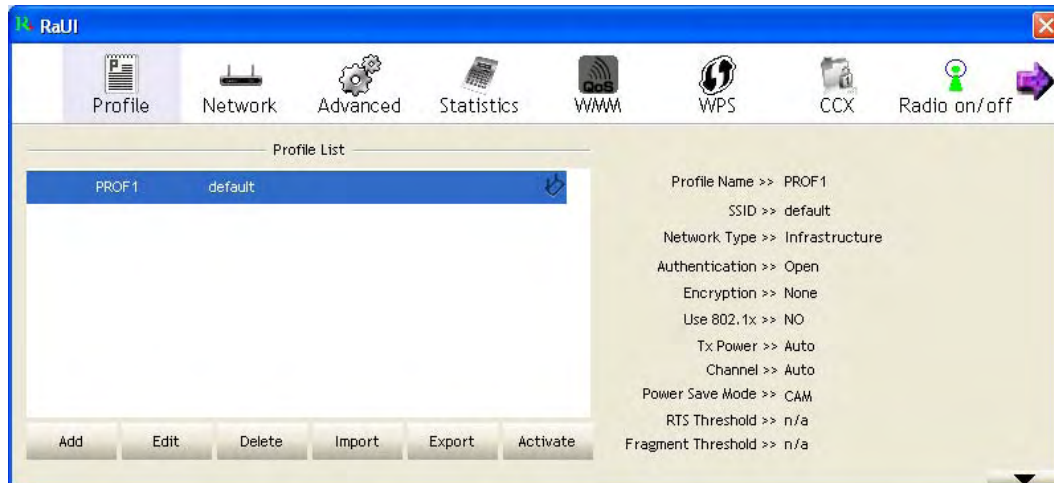 RaUI
Profile Network Advanced Statistics QoS WMM WPS CCX Radio on/off
Profile List
PROF1 default
Add Edit Delete Import Export Activate
Profile Name >> PROF1
SSID >> default
Network Type >> Infrastructure
Authentication >> Open
Encryption >> None
Use 802.1x >> NO
Tx Power >> Auto
Channel >> Auto
Power Save Mode >> CAM
RTS Threshold >> n/a
Fragment Threshold >> n/a